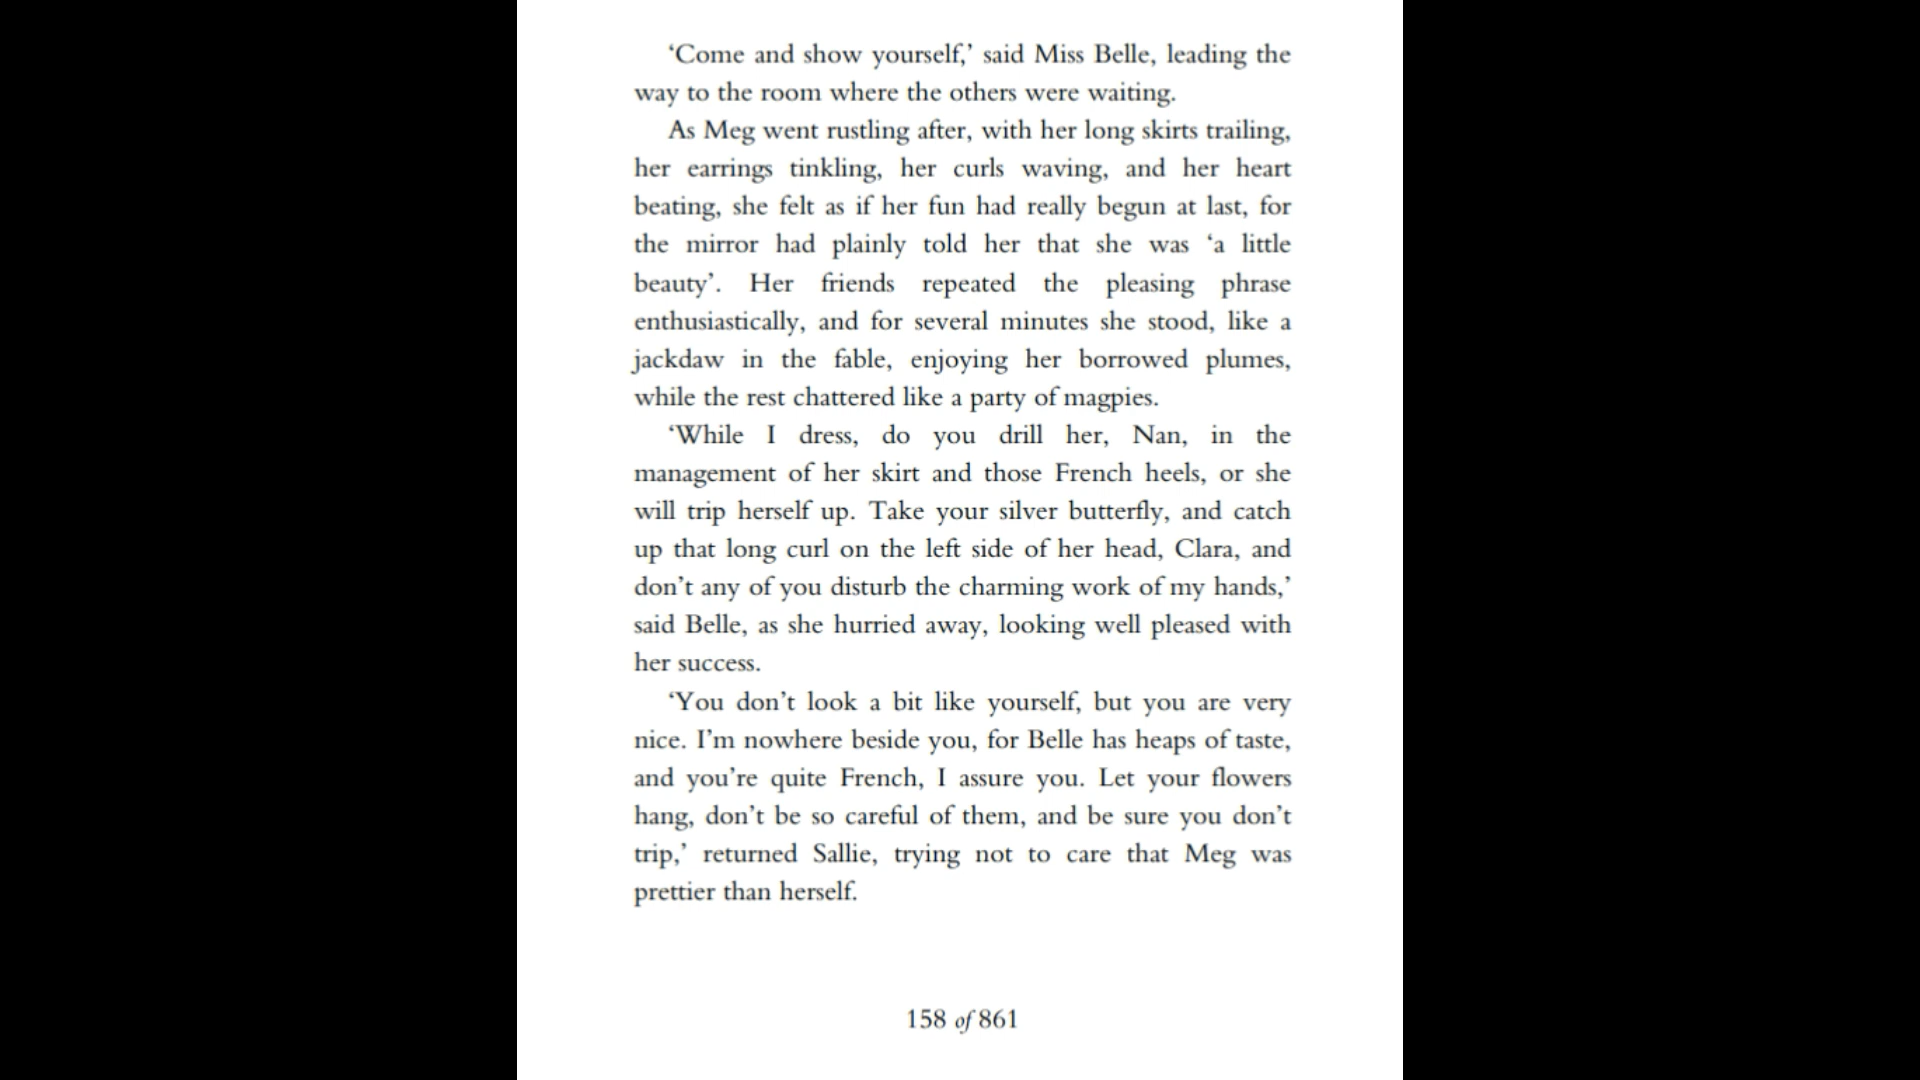 ‘Come and show yourself,’ said Miss Belle, leading the
way to the room where the others were waiting.
As Meg went rustling after, with her long skirts trailing,
her earrings tinkling, her curls waving, and her heart
beating, she felt as if her fun had really begun at last, for
the mirror had plainly told her that she was ‘a little
beauty’. Her friends repeated the pleasing phrase
enthusiastically, and for several minutes she stood, like a
jackdaw in the fable, enjoying her borrowed plumes,
while the rest chattered like a party of magpies.
‘While I dress, do you drill her, Nan, in the
management of her skirt and those French heels, or she
will trip herself up. Take your silver butterfly, and catch
up that long curl on the left side of her head, Clara, and
don’t any of you disturb the charming work of my hands,’
said Belle, as she hurried away, looking well pleased with
her success.
‘You don’t look a bit like yourself, but you are very
nice. I’m nowhere beside you, for Belle has heaps of taste,
and you’re quite French, I assure you. Let your flowers
hang, don’t be so careful of them, and be sure you don’t
trip,’ returned Sallie, trying not to care that Meg was
prettier than herself.
158 of 861